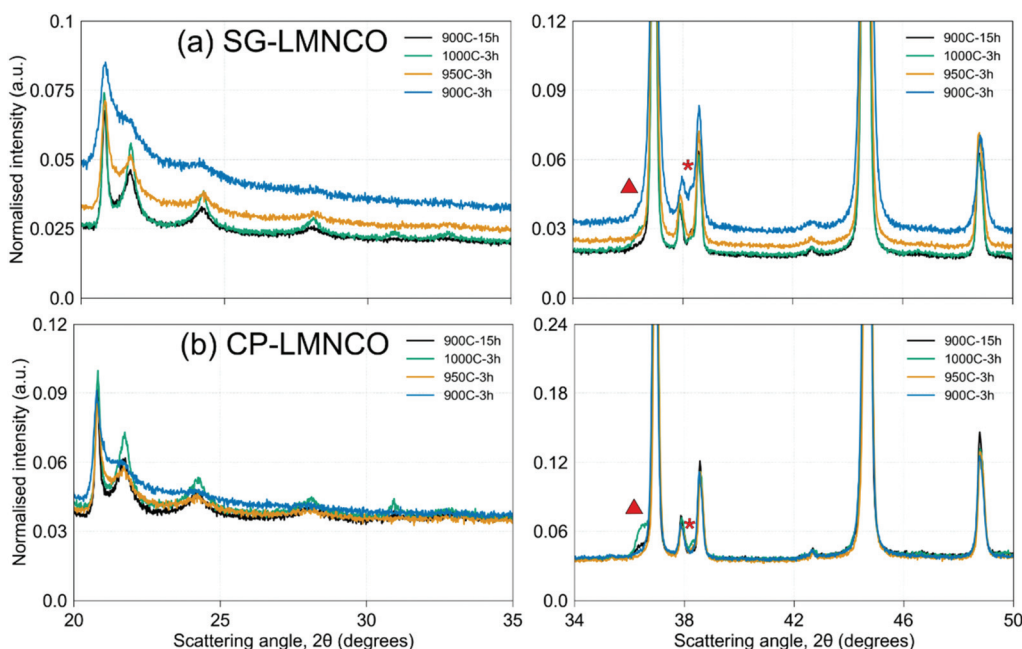 (a) SG-LMNCO
Normalised intensity (a.u.)
0.1
0.075
0.05
0.025
0.0
900C-15h
1000C-3h
950C-3h
900C-3h
0.12
0.09
0.06
0.03
0.0
900C-15h
1000C-3h
950C-3h
900C-3h
*
(b) CP-LMNCO
Normalised intensity (a.u.)
0.12
0.09
0.06
0.03
0.0
900C-15h
1000C-3h
950C-3h
900C-3h
20
25
30
35
Scattering angle, 2θ (degrees)
0.24
0.18
0.12
0.06
0.0
900C-15h
1000C-3h
950C-3h
900C-3h
*
34
38
42
46
50
Scattering angle, 2θ (degrees)